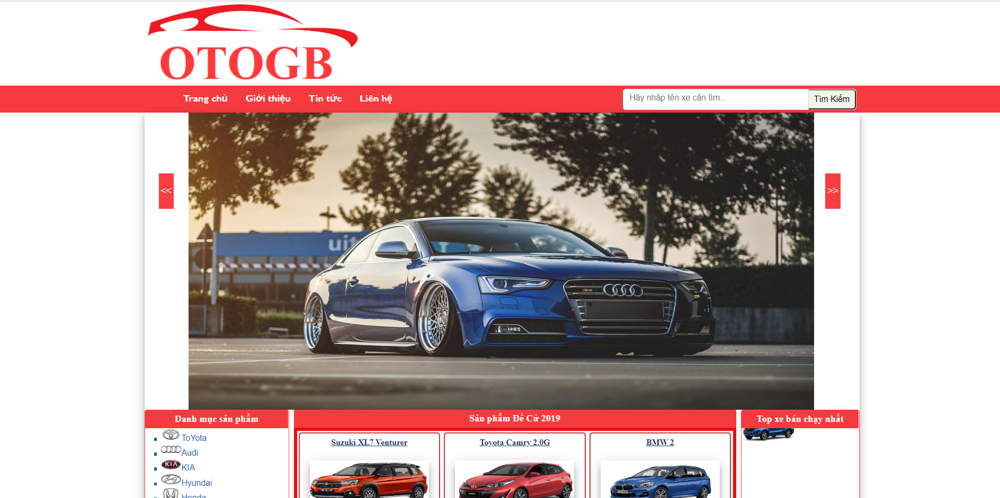 OTOGB
Trang chủ Giới thiệu Tin tức Liên hệ
Hãy nhập tên xe cần tìm... Tìm Kiếm
<< >>
uit
Danh mục sản phẩm
Sản phẩm Đề Cử 2019
Top xe bán chạy nhất
ToYota
Audi
KIA KIA
Hyundai
Honda
Suzuki XL7 Venturer
Toyota Camry 2.0G
BMW 2
XL7